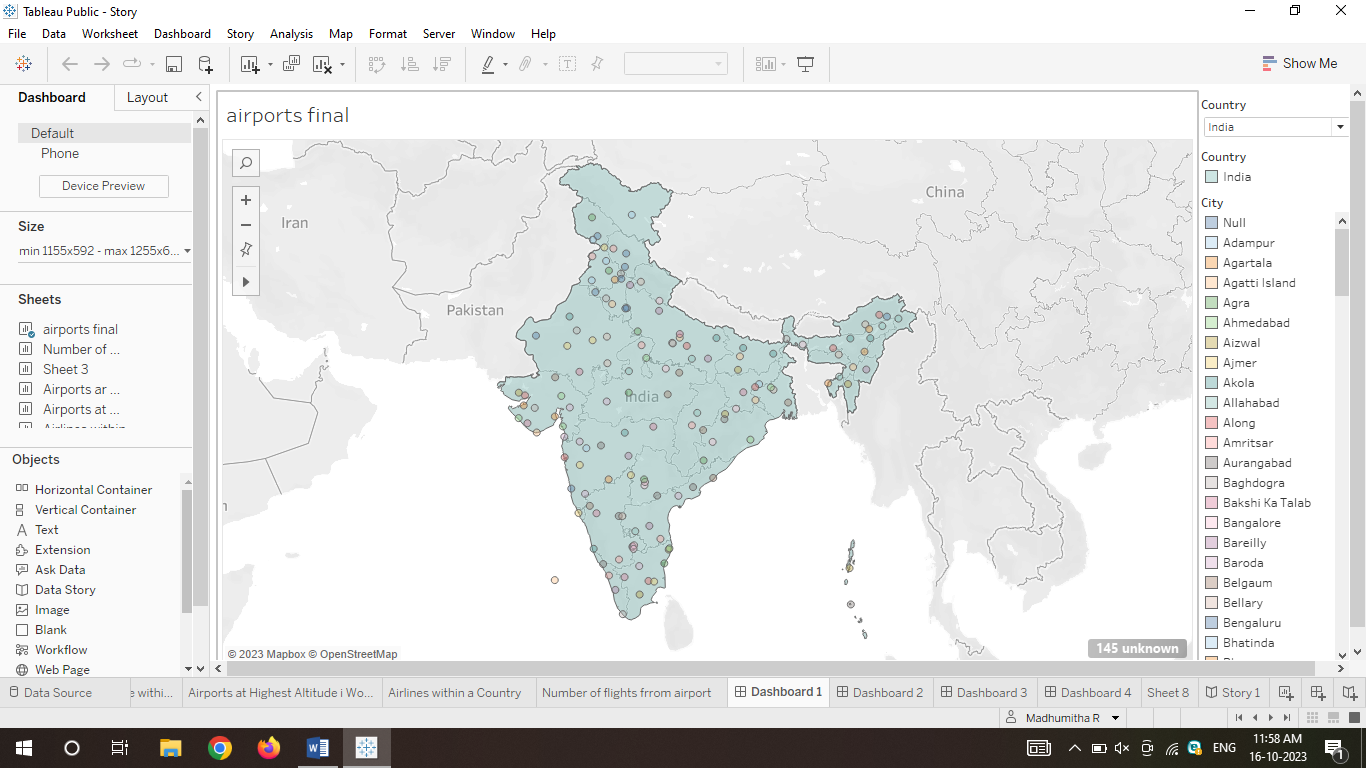 Tableau Public - Story
File Data Worksheet Dashboard Story Analysis Map Format Server Window Help
Show Me
Dashboard Layout
Default
Phone
Device Preview
Size
min 1155x592 - max 1255x6...
Sheets
airports final
Number of ...
Sheet 3
Airports ar ...
Airports at ...
Airlines within
Objects
Horizontal Container
Vertical Container
Text
Extension
Ask Data
Data Story
Image
Blank
Workflow
Web Page
airports final
Iran
China
Pakistan
India
© 2023 Mapbox © OpenStreetMap
145 unknown
Country
India
Country
India
City
Null
Adampur
Agartala
Agatti Island
Agra
Ahmedabad
Aizwal
Ajmer
Akola
Allahabad
Along
Amritsar
Aurangabad
Baghdogra
Bakshi Ka Talab
Bangalore
Bareilly
Baroda
Belgaum
Bellary
Bengaluru
Bhatinda
Data Source e withi... Airports at Highest Altitude i Wo... Airlines within a Country Number of flights frrom airport Dashboard 1 Dashboard 2 Dashboard 3 Dashboard 4 Sheet 8 Story 1
Madhumitha R
ENG
11:58 AM
16-10-2023
1